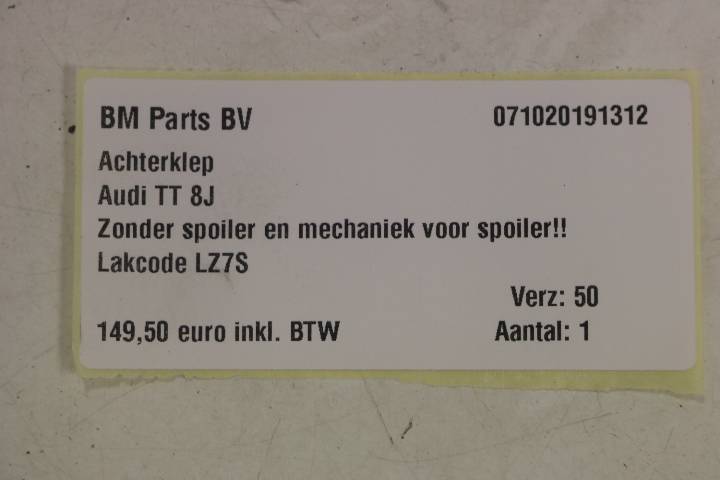 BM Parts BV 071020191312
Achterklep
Audi TT 8J
Zonder spoiler en mechaniek voor spoiler!!
Lakcode LZ7S
Verz: 50
149,50 euro inkl. BTW Aantal: 1